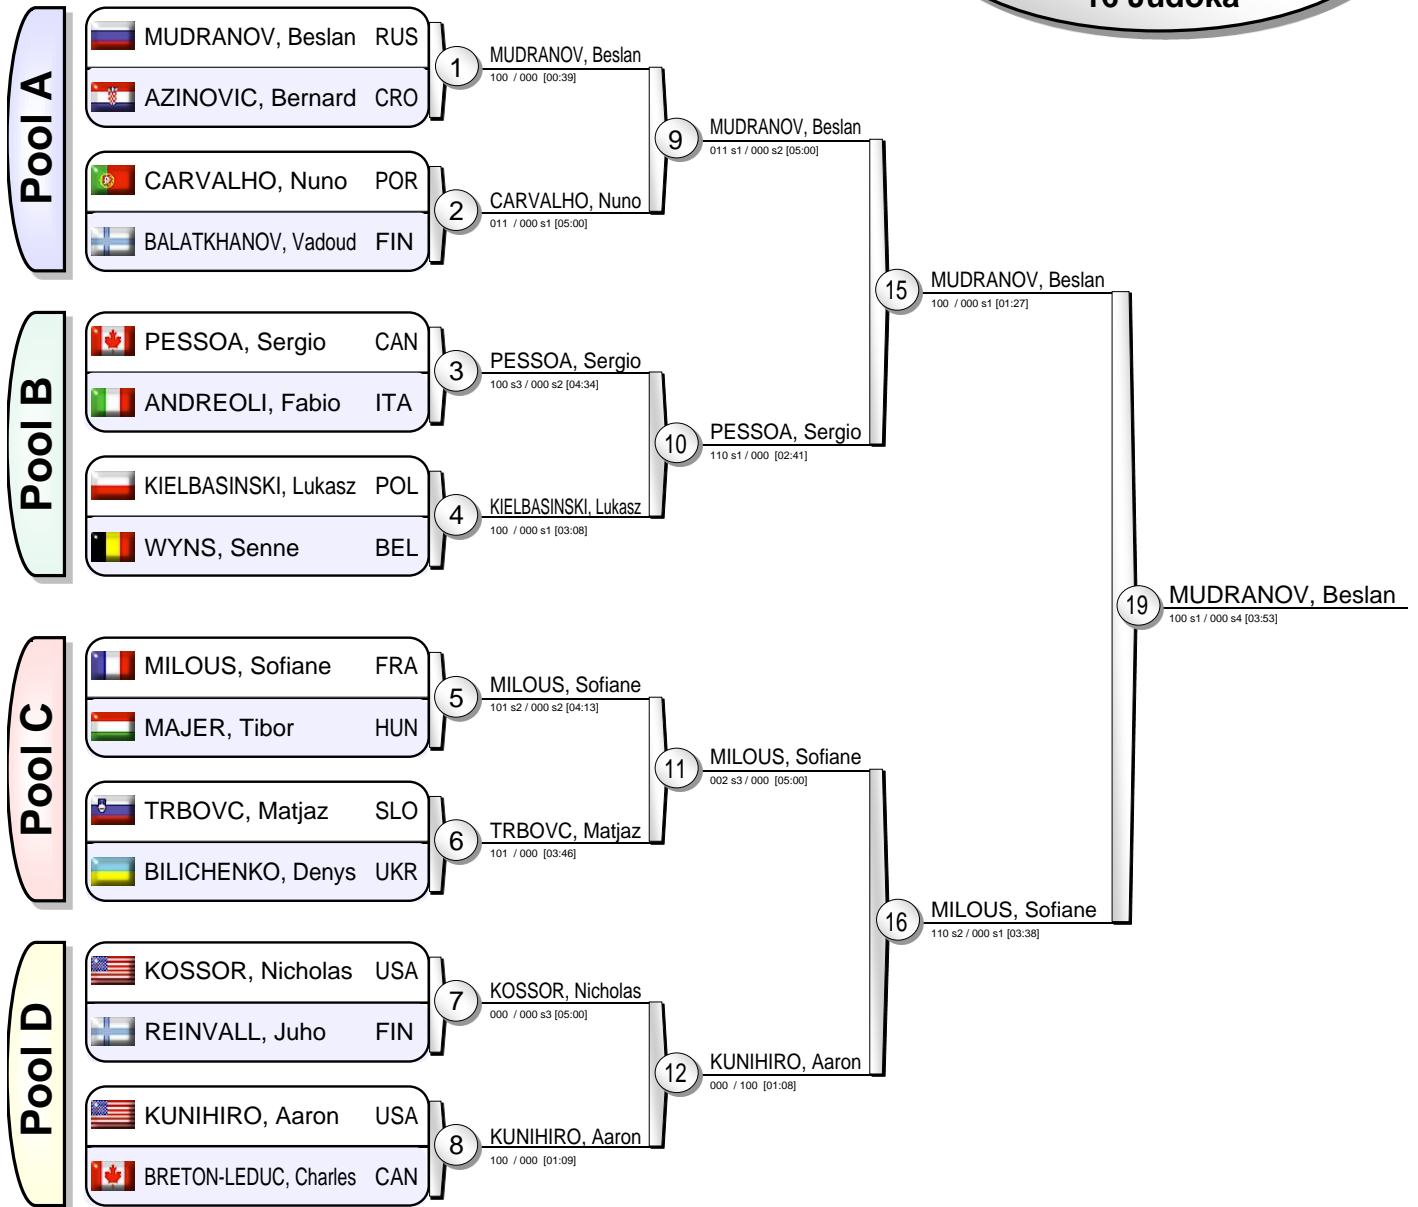 16 Judoka
Pool A
MUDRANOV, Beslan RUS
AZINOVIC, Bernard CRO
CARVALHO, Nuno POR
BALATKHANOV, Vadoud FIN
Pool B
PESSOA, Sergio CAN
ANDREOLI, Fabio ITA
KIELBASINSKI, Lukasz POL
WYNS, Senne BEL
Pool C
MILOUS, Sofiane FRA
MAJER, Tibor HUN
TRBOVC, Matjaz SLO
BILICHENKO, Denys UKR
Pool D
KOSSOR, Nicholas USA
REINVALL, Juho FIN
KUNIHIRO, Aaron USA
BRETON-LEDUC, Charles CAN
1 MUDRANOV, Beslan
100 / 000 [00:39]
2 CARVALHO, Nuno
011 / 000 s1 [05:00]
3 PESSOA, Sergio
100 s3 / 000 s2 [04:34]
4 KIELBASINSKI, Lukasz
100 / 000 s1 [03:08]
5 MILOUS, Sofiane
101 s2 / 000 s2 [04:13]
6 TRBOVC, Matjaz
101 / 000 [03:46]
7 KOSSOR, Nicholas
000 / 000 s3 [05:00]
8 KUNIHIRO, Aaron
100 / 000 [01:09]
9 MUDRANOV, Beslan
011 s1 / 000 s2 [05:00]
10 PESSOA, Sergio
110 s1 / 000 [02:41]
11 MILOUS, Sofiane
002 s3 / 000 [05:00]
12 KUNIHIRO, Aaron
000 / 100 [01:08]
15 MUDRANOV, Beslan
100 / 000 s1 [01:27]
16 MILOUS, Sofiane
110 s2 / 000 s1 [03:38]
19 MUDRANOV, Beslan
100 s1 / 000 s4 [03:53]